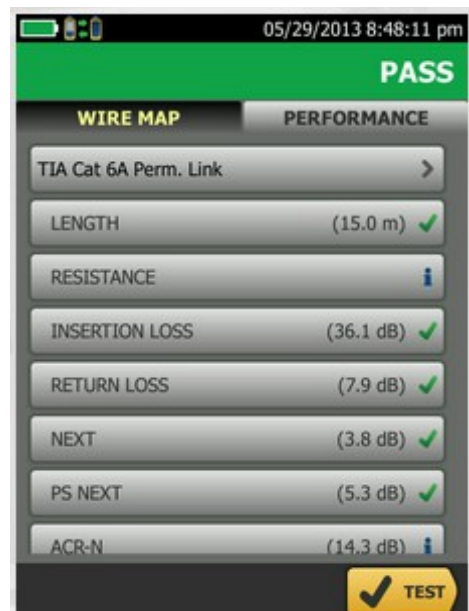 05/29/2013 8:48:11 pm
PASS
WIRE MAP PERFORMANCE
TIA Cat 6A Perm. Link
LENGTH (15.0 m)
RESISTANCE
INSERTION LOSS (36.1 dB)
RETURN LOSS (7.9 dB)
NEXT (3.8 dB)
PS NEXT (5.3 dB)
ACR-N (14.3 dB)
TEST